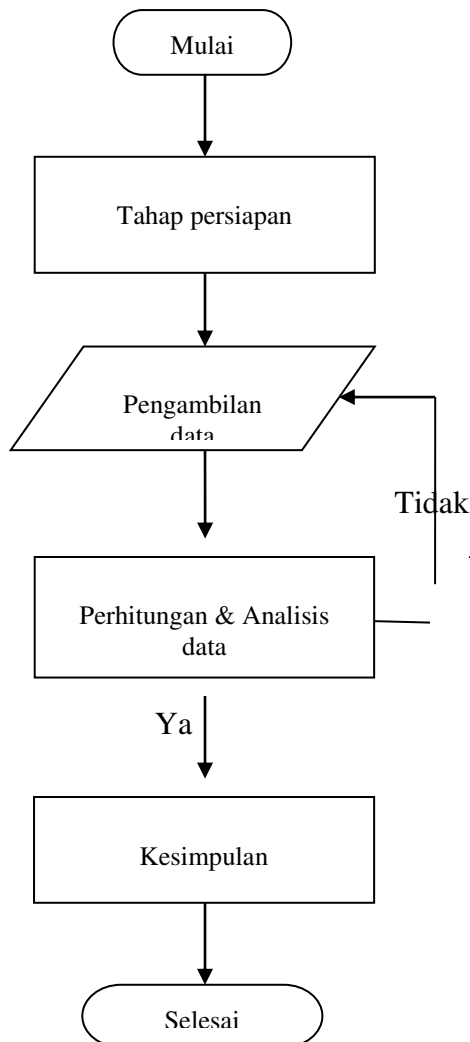 Mulai
Tahap persiapan
Pengambilan
data
Tidak
Perhitungan & Analisis
data
Ya
Kesimpulan
Selesai